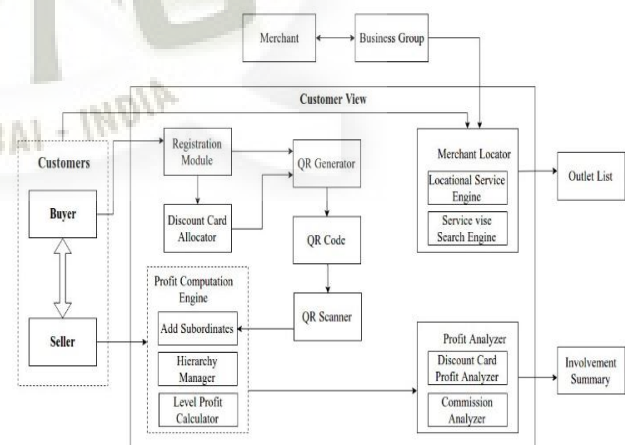 Merchant
Business Group
Customer View
Customers
Buyer
Seller
Registration
Module
Discount Card
Allocator
QR Generator
QR Code
QR Scanner
Profit Computation
Engine
Add Subordinates
Hierarchy
Manager
Level Profit
Calculator
Merchant Locator
Locational Service
Engine
Service vise
Search Engine
Outlet List
Profit Analyzer
Discount Card
Profit Analyzer
Commission
Analyzer
Involvement
Summary
INDIA